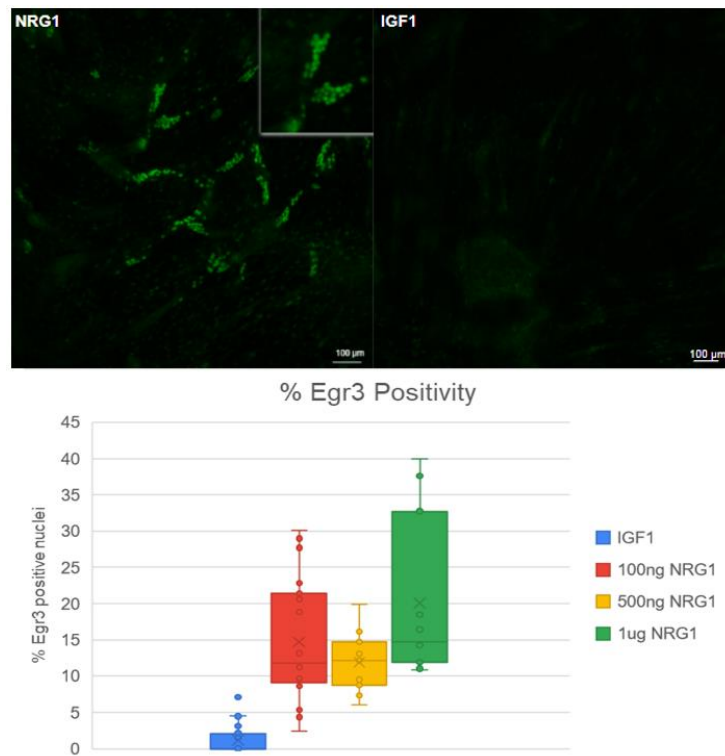 NRG1
IGF1
100 µm
100 µm
% Egr3 Positivity
% Egr3 positive nuclei
45
40
35
30
25
20
15
10
5
0
IGF1
100ng NRG1
500ng NRG1
1ug NRG1